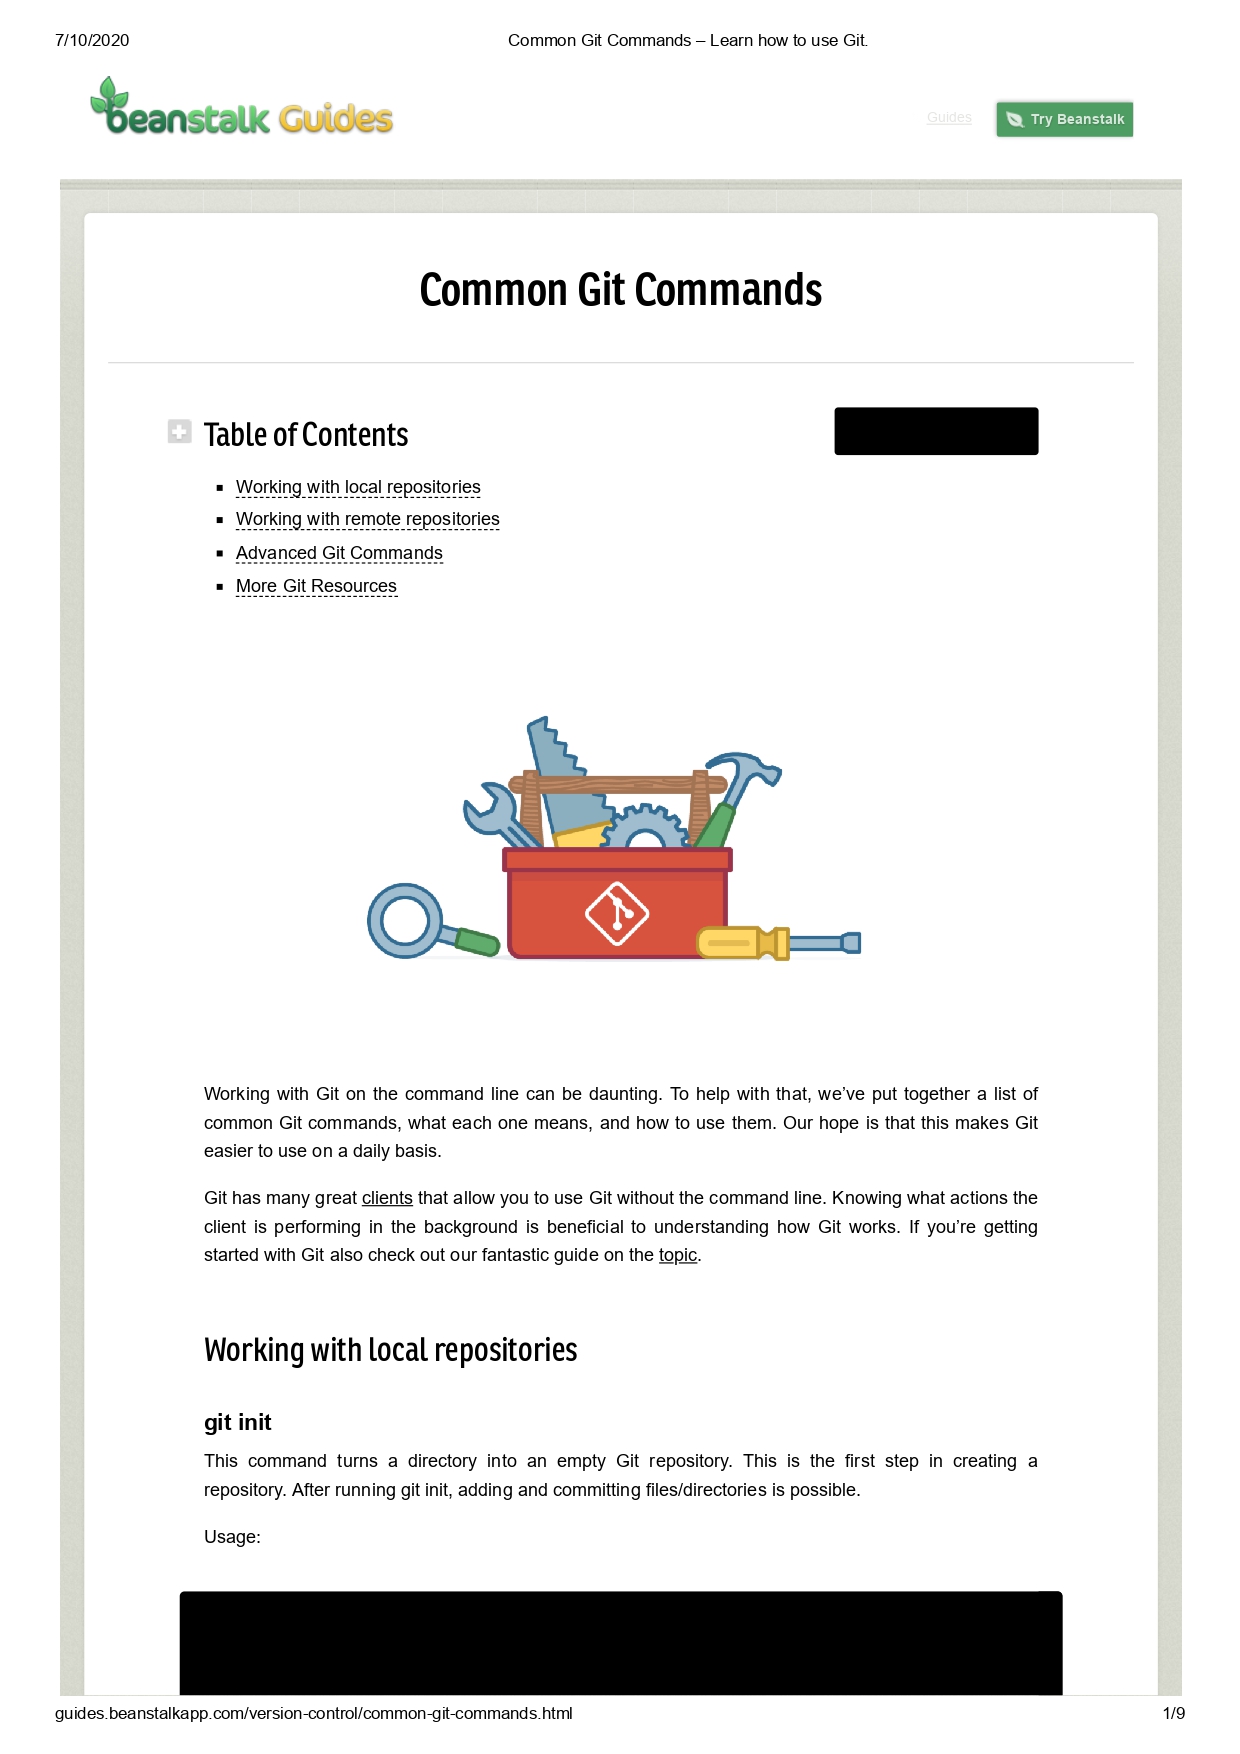 7/10/2020
Common Git Commands – Learn how to use Git.
beanstalk Guides
Guides
Try Beanstalk
Common Git Commands
Table of Contents
Working with local repositories
Working with remote repositories
Advanced Git Commands
More Git Resources
Working with Git on the command line can be daunting. To help with that, we’ve put together a list of
common Git commands, what each one means, and how to use them. Our hope is that this makes Git
easier to use on a daily basis.
Git has many great clients that allow you to use Git without the command line. Knowing what actions the
client is performing in the background is beneficial to understanding how Git works. If you’re getting
started with Git also check out our fantastic guide on the topic.
Working with local repositories
git init
This command turns a directory into an empty Git repository. This is the first step in creating a
repository. After running git init, adding and committing files/directories is possible.
Usage:
guides.beanstalkapp.com/version-control/common-git-commands.html
1/9